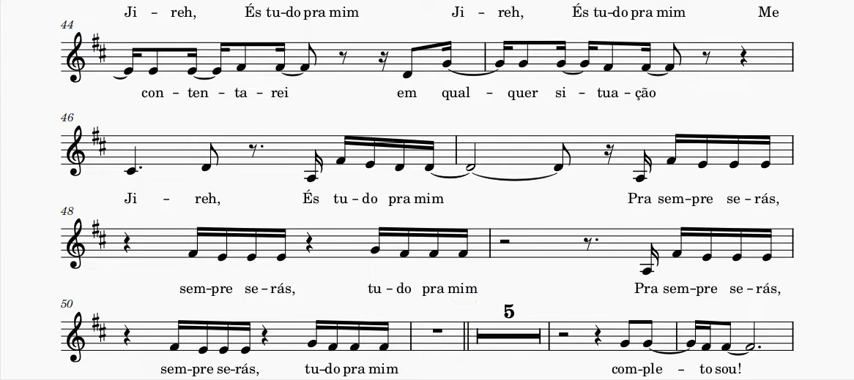 Ji - reh, És tu-do pra mim Ji - reh, És tu-do pra mim Me
44
con - ten - ta - rei em qual - quer si - tua - ção
46
Ji - reh, És tu - do pra mim Pra sem-pre se - rás,
48
sem-pre se - rás, tu - do pra mim Pra sem-pre se - rás,
5
50
sem-pre se-rás, tu-do pra mim com-ple - to sou!